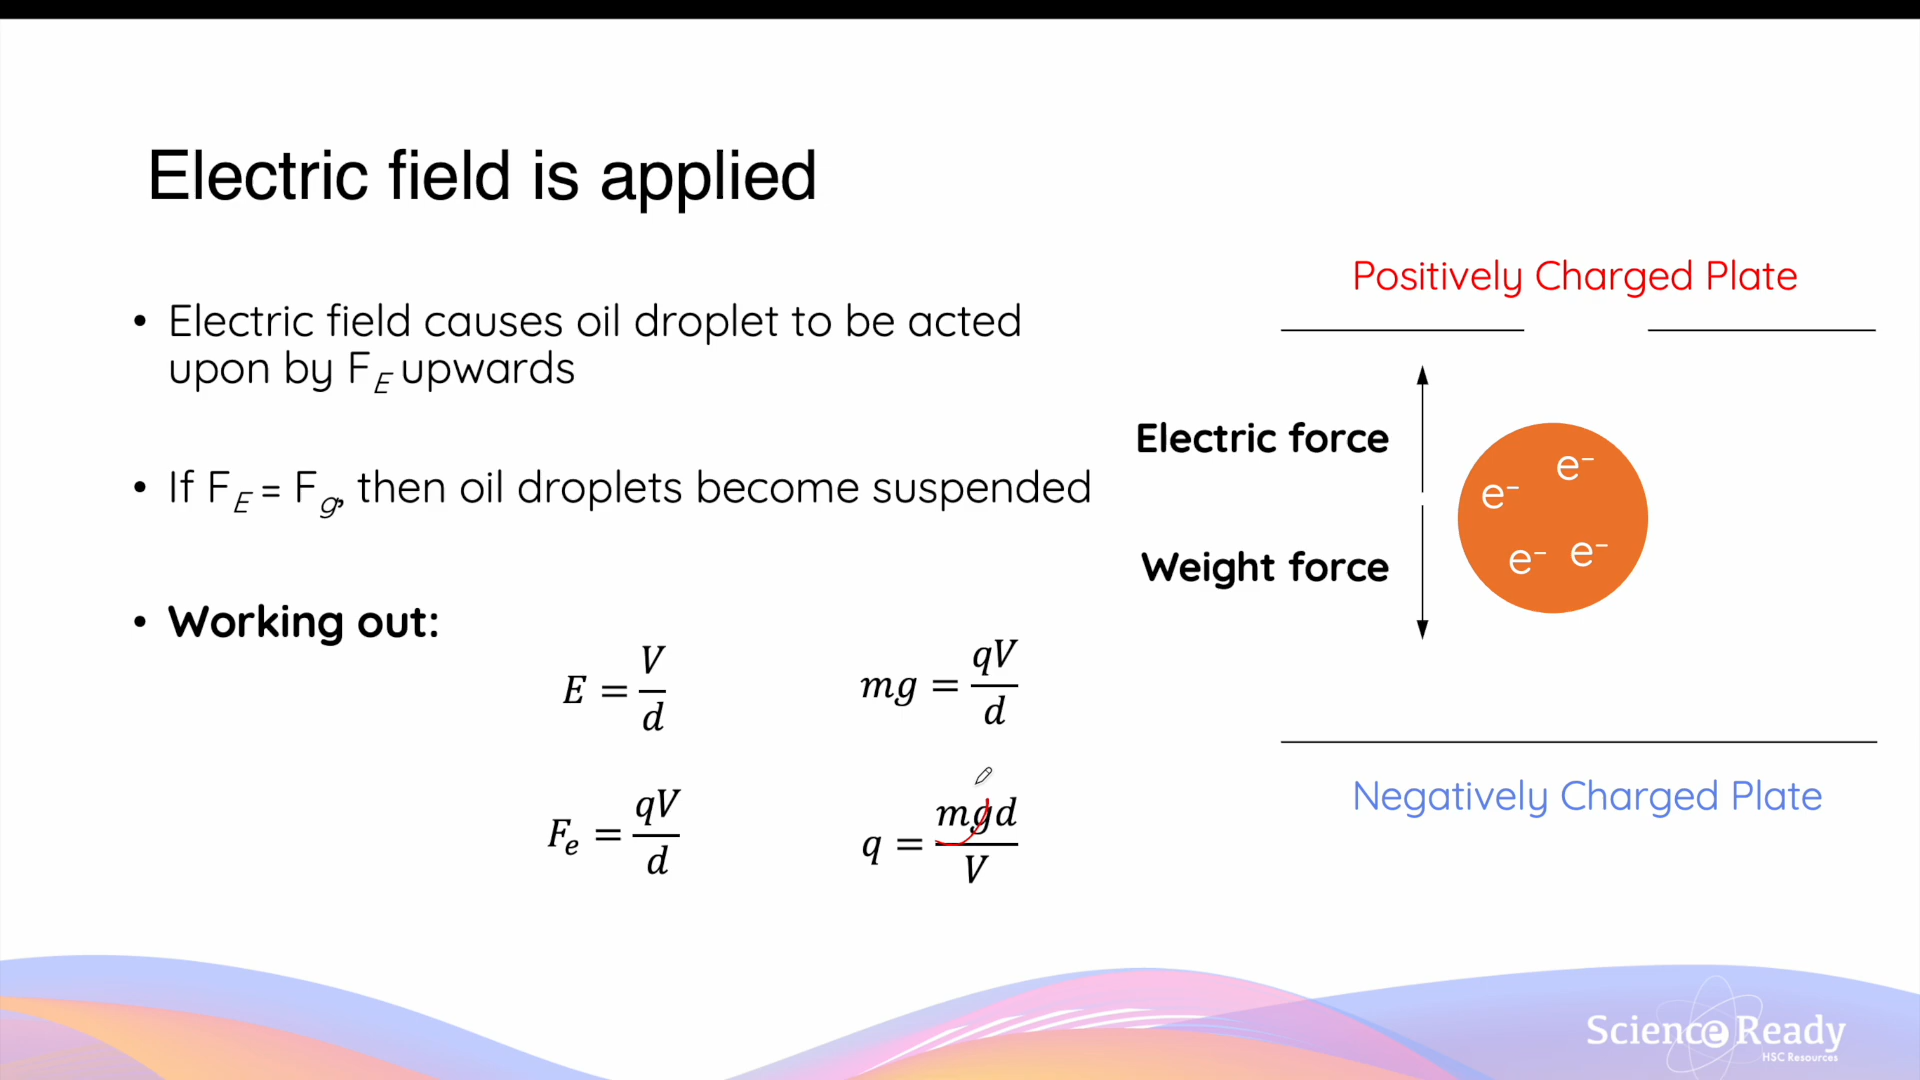 Electric field is applied
• Electric field causes oil droplet to be acted
upon by F_E upwards
• If F_E = F_g, then oil droplets become suspended
• Working out:
E = V/d
mg = qV/d
F_e = qV/d
q = mgd/V
Positively Charged Plate
Electric force
Weight force
e⁻ e⁻
e⁻ e⁻
Negatively Charged Plate
Science Ready
HSC Resources